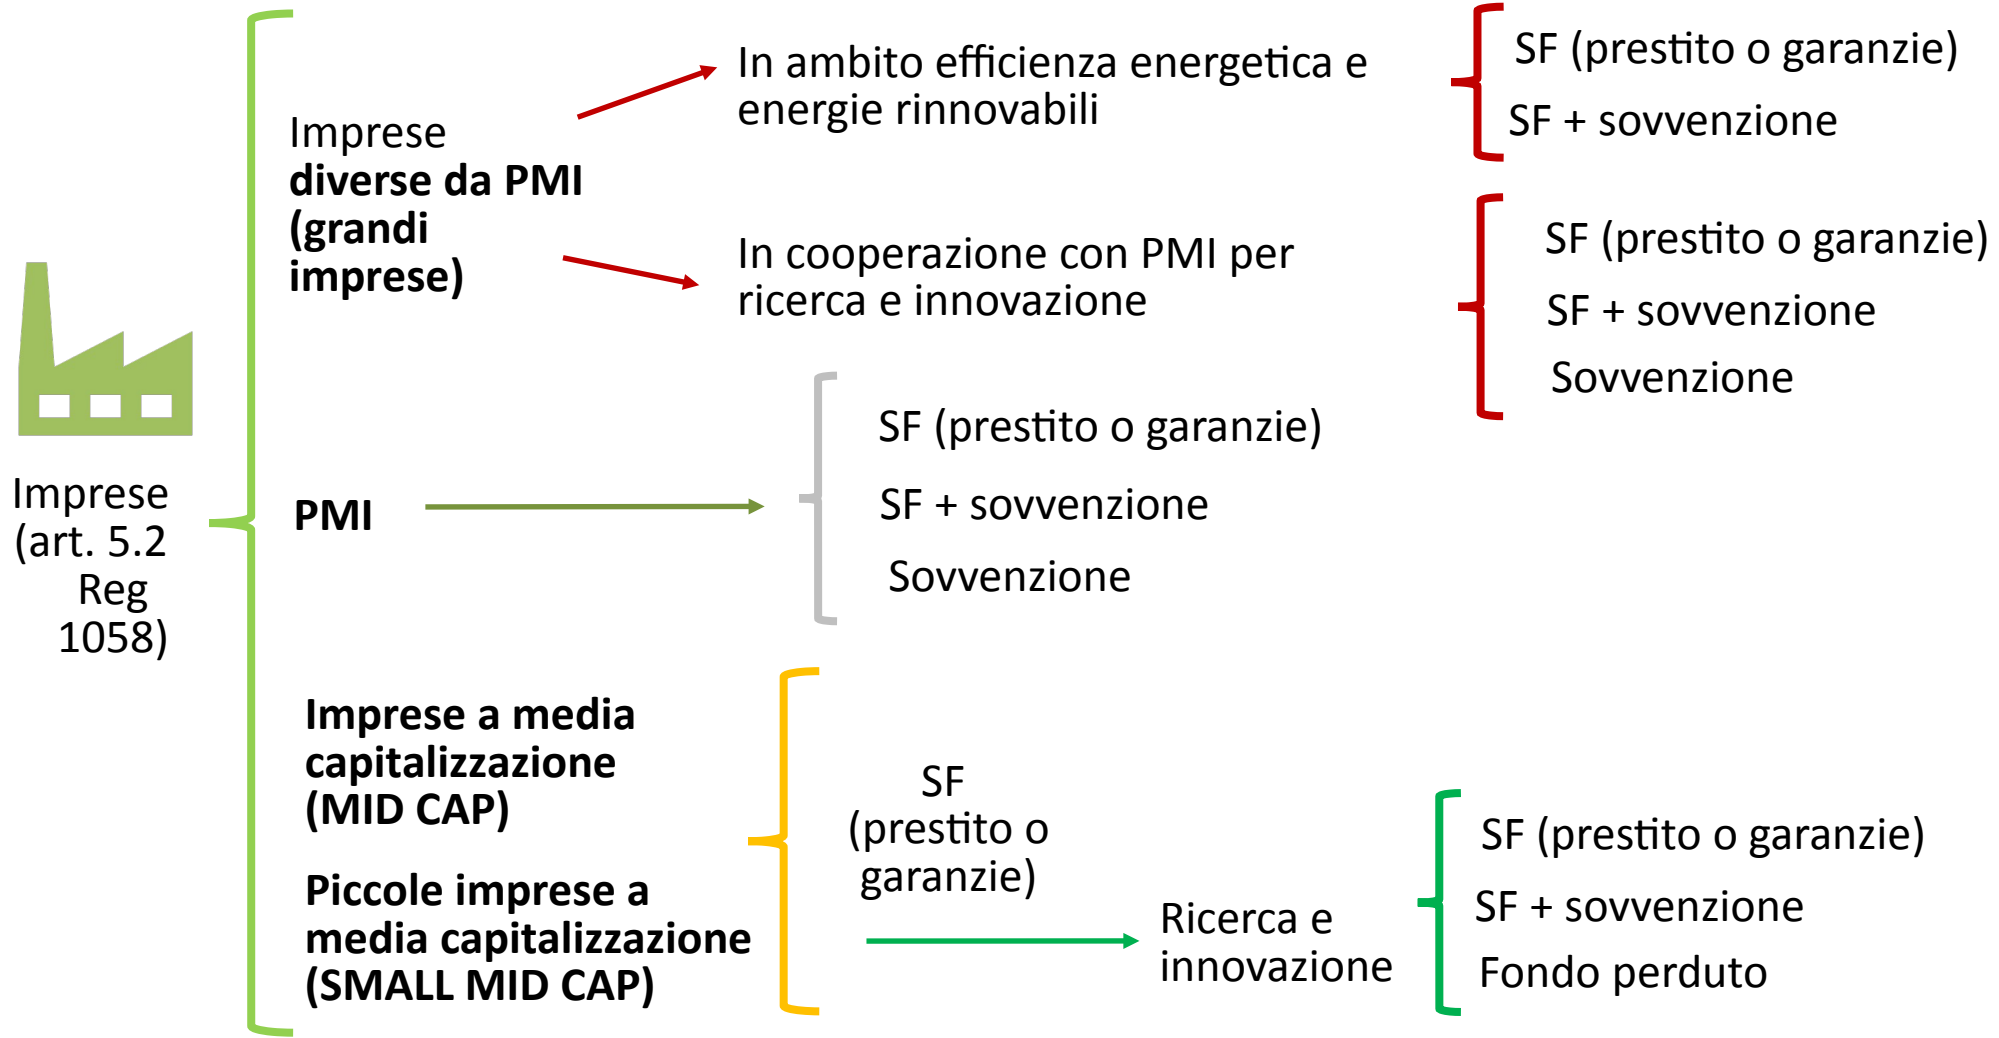 Imprese
(art. 5.2
Reg
1058)
Imprese
diverse da PMI
(grandi
imprese)
In ambito efficienza energetica e
energie rinnovabili
SF (prestito o garanzie)
SF + sovvenzione
In cooperazione con PMI per
ricerca e innovazione
SF (prestito o garanzie)
SF + sovvenzione
Sovvenzione
PMI
SF (prestito o garanzie)
SF + sovvenzione
Sovvenzione
Imprese a media
capitalizzazione
(MID CAP)
Piccole imprese a
media capitalizzazione
(SMALL MID CAP)
SF
(prestito o
garanzie)
Ricerca e
innovazione
SF (prestito o garanzie)
SF + sovvenzione
Fondo perduto